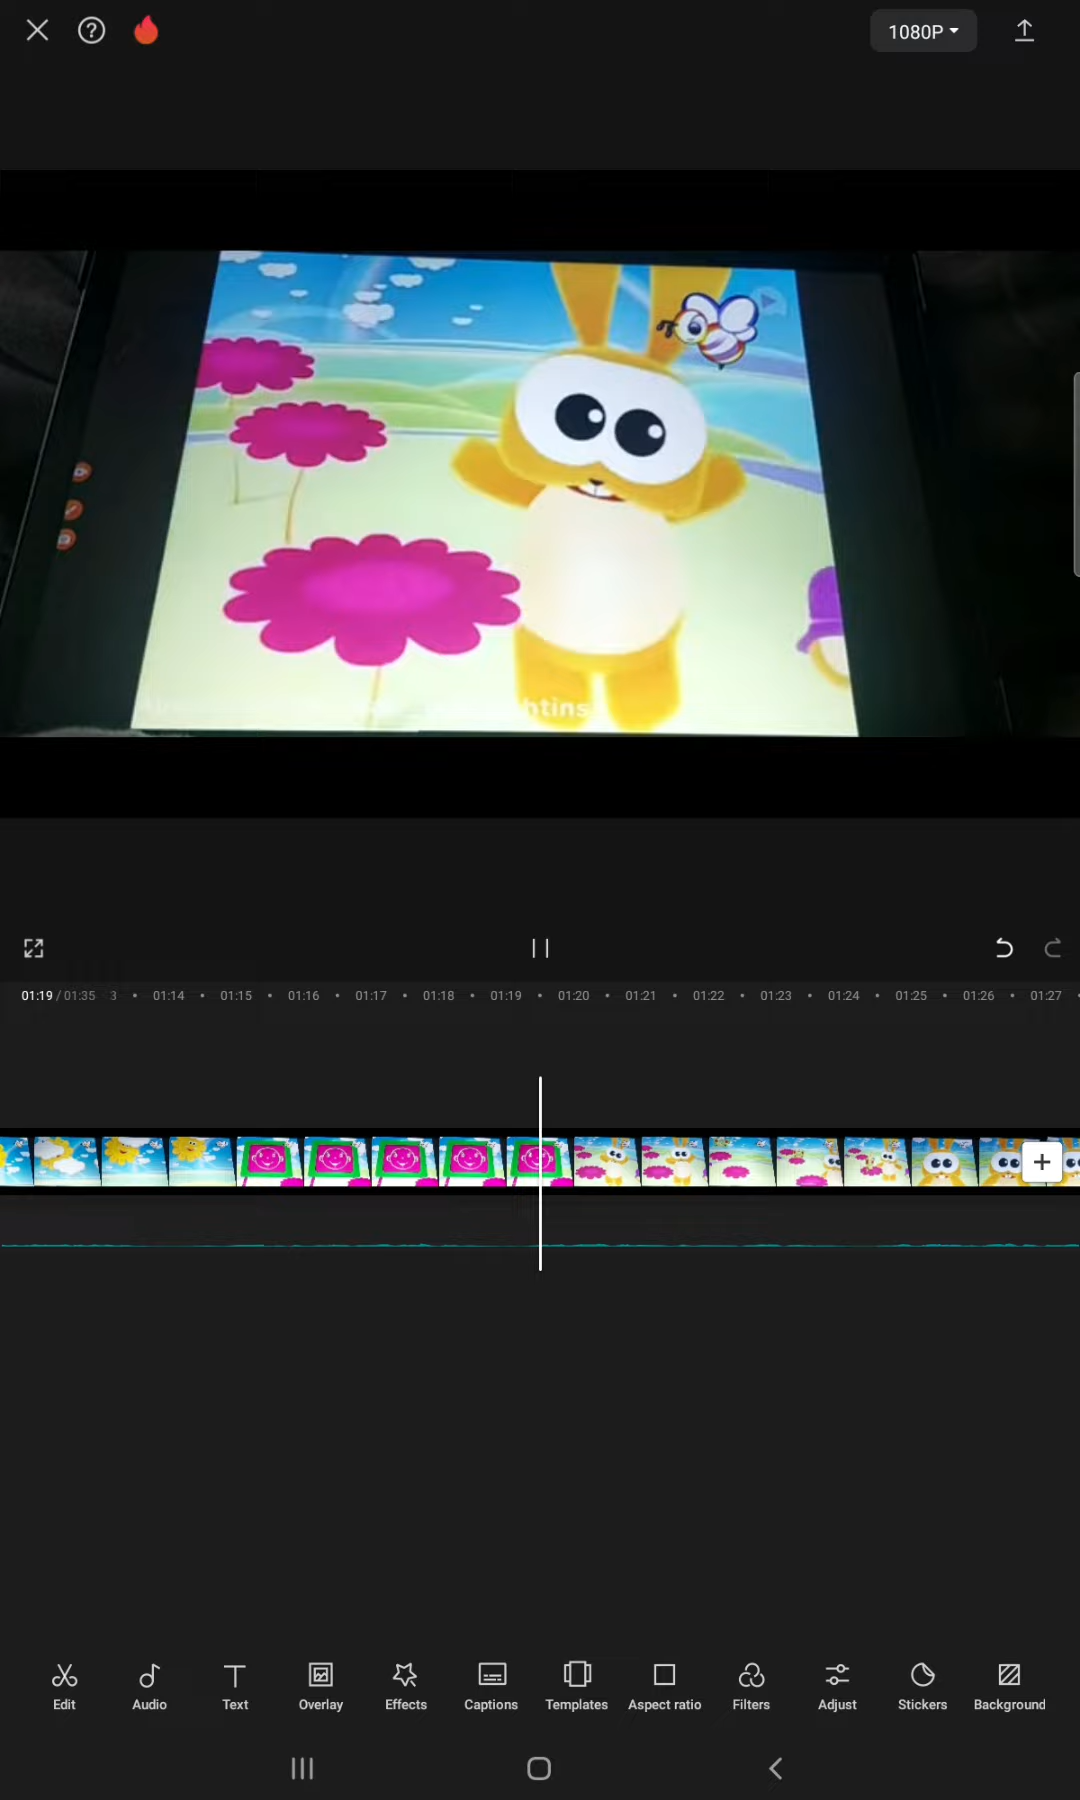 1080P
htins
01:19 / 01:35 3 01:14 01:15 01:16 01:17 01:18 01:19 01:20 01:21 01:22 01:23 01:24 01:25 01:26 01:27
Edit Audio Text Overlay Effects Captions Templates Aspect ratio Filters Adjust Stickers Background